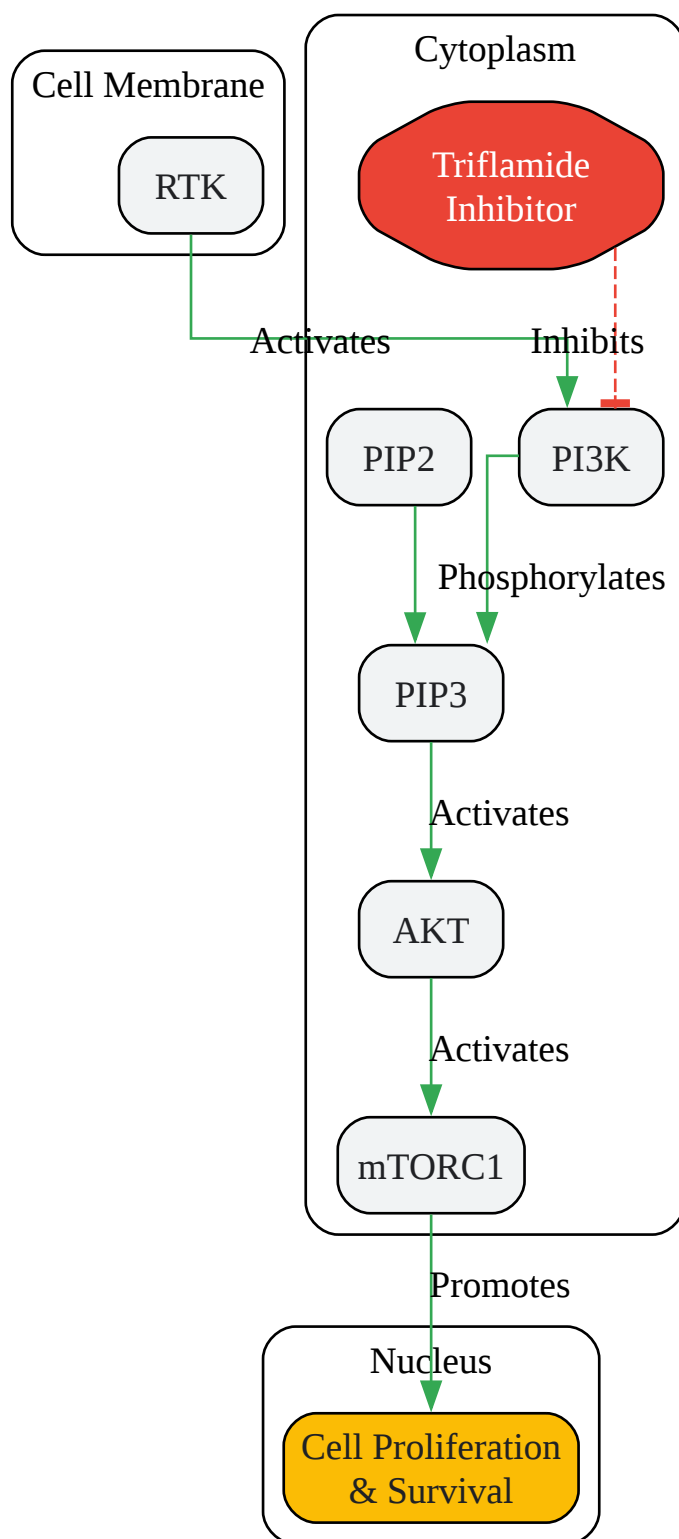 Cytoplasm
Cell Membrane
Triflamide
Inhibitor
RTK
Activates
Inhibits
PIP2
PI3K
Phosphorylates
PIP3
Activates
AKT
Activates
mTORC1
Promotes
Nucleus
Cell Proliferation
& Survival